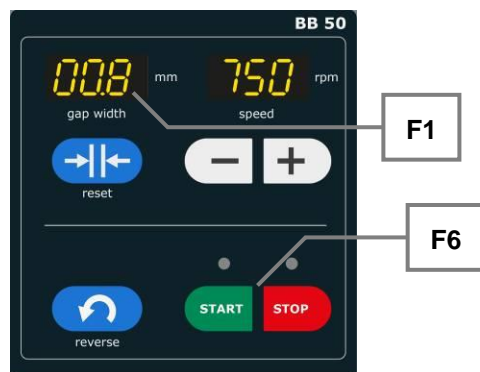 BB 50
00.8 mm 750 rpm
gap width speed
F1
− +
reset
F6
START STOP
reverse